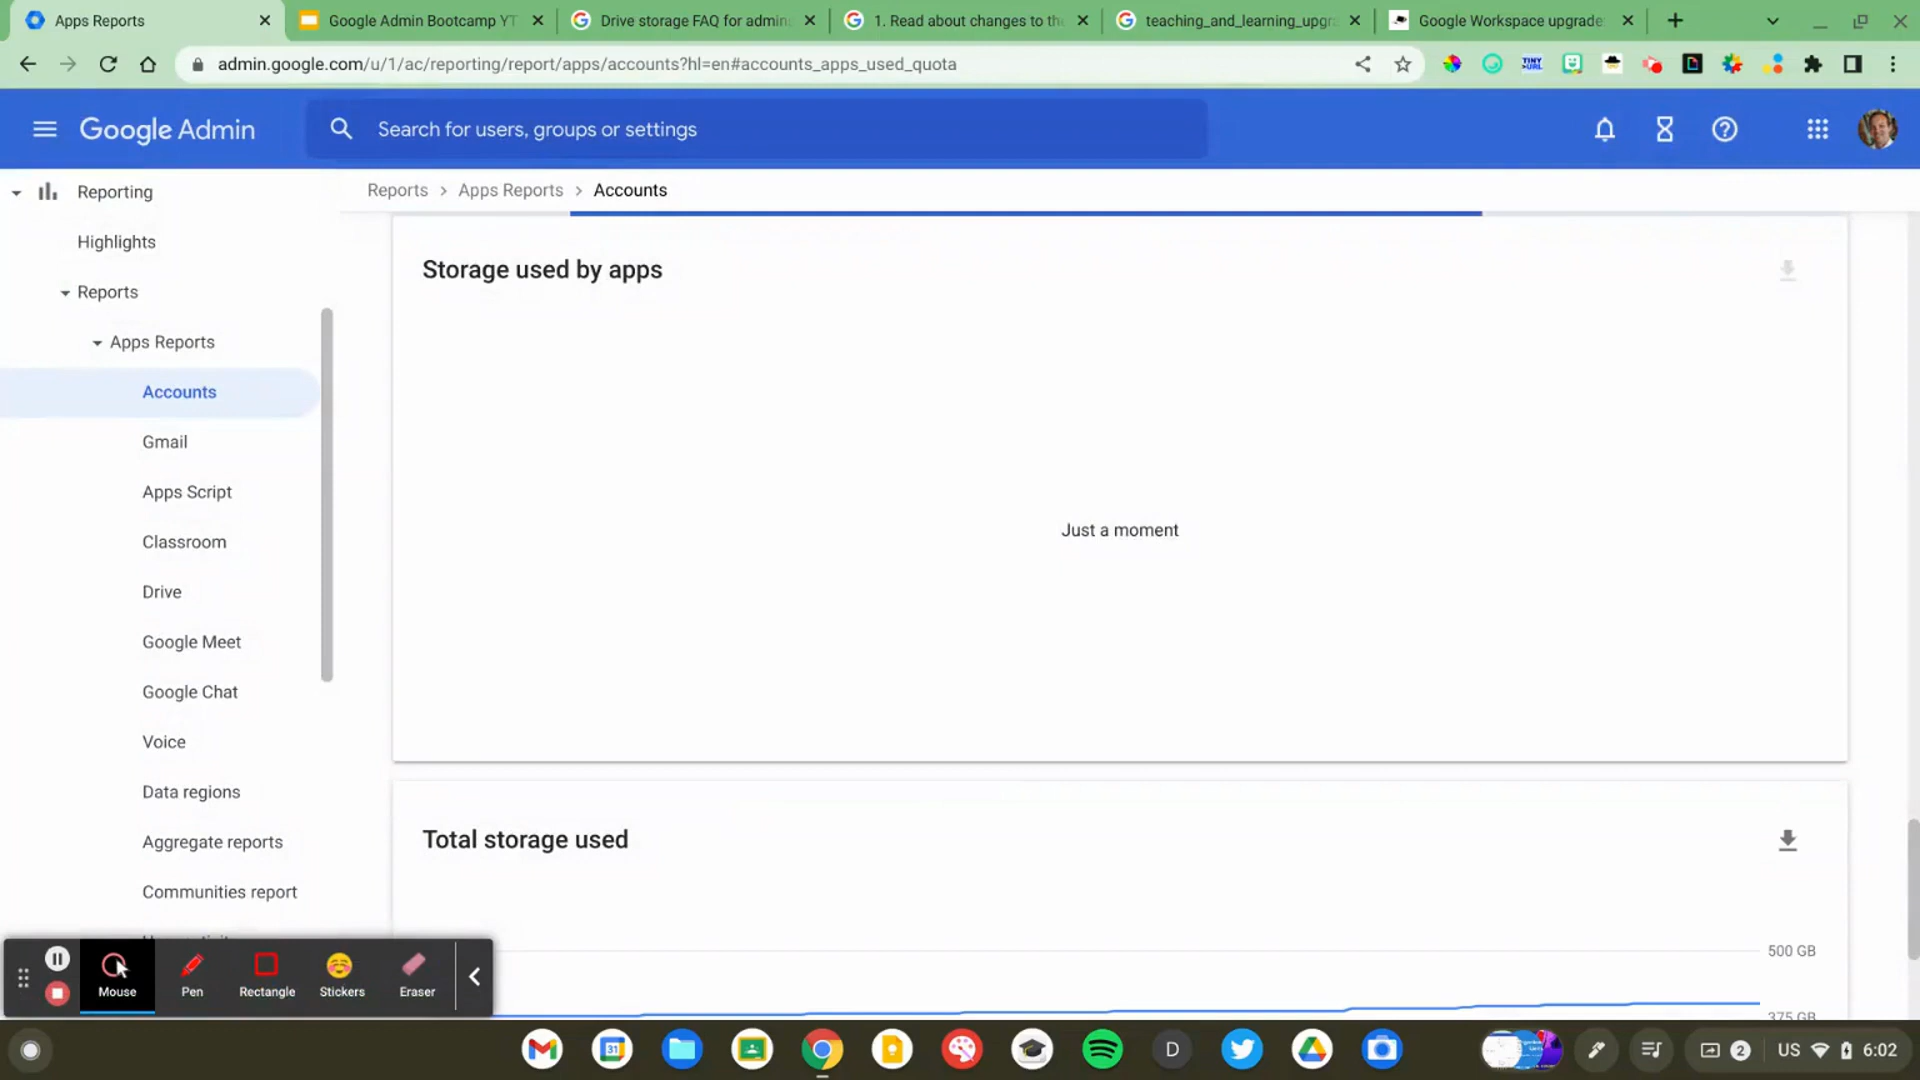 Apps Reports
Google Admin Bootcamp YT
Drive storage FAQ for admin
1. Read about changes to th
teaching_and_learning_upgr
Google Workspace upgrade
admin.google.com/u/1/ac/reporting/report/apps/accounts?hl=en#accounts_apps_used_quota
TINY
Google Admin
Search for users, groups or settings
Reporting
Reports > Apps Reports > Accounts
Highlights
Reports
Apps Reports
Accounts
Gmail
Apps Script
Classroom
Drive
Google Meet
Google Chat
Voice
Data regions
Aggregate reports
Communities report
Storage used by apps
Just a moment
Total storage used
500 GB
375 GB
Mouse
Pen
Rectangle
Stickers
Eraser
31
D
2
US
6:02